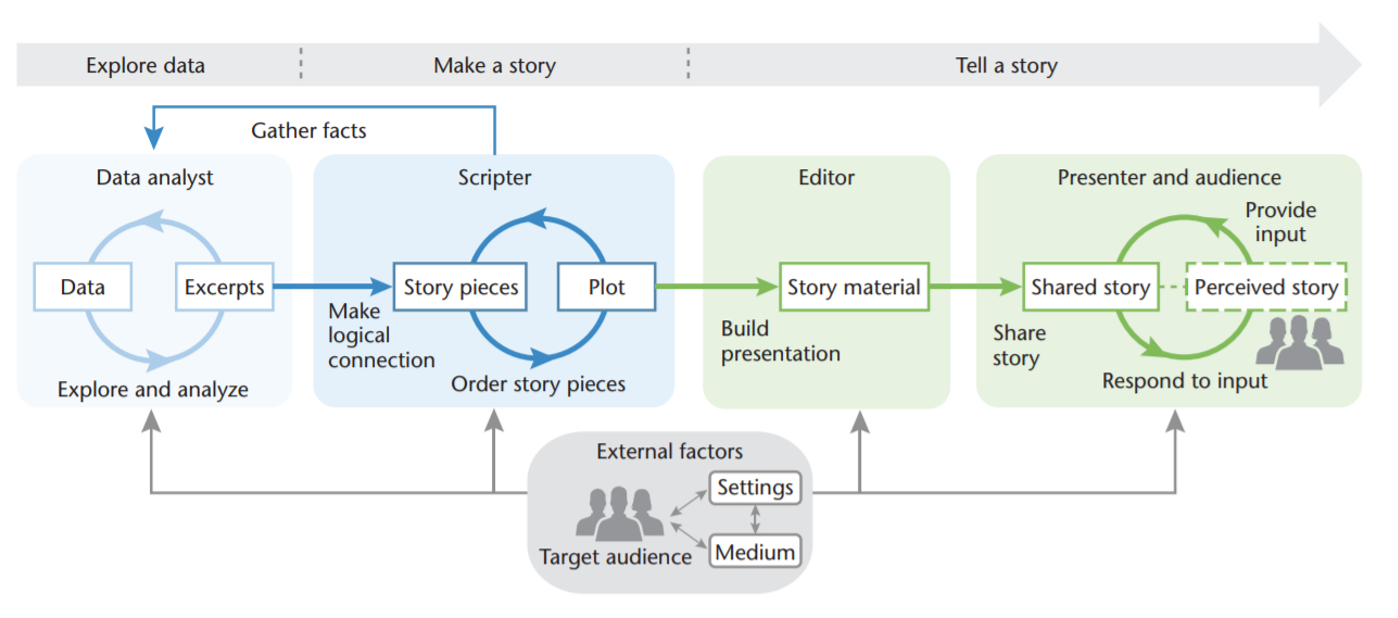 Explore data
Make a story
Tell a story
Gather facts
Data analyst
Data
Excerpts
Explore and analyze
Scripter
Story pieces
Plot
Make
logical
connection
Order story pieces
Editor
Story material
Build
presentation
Presenter and audience
Provide
input
Shared story
Perceived story
Share
story
Respond to input
External factors
Settings
Target audience
Medium